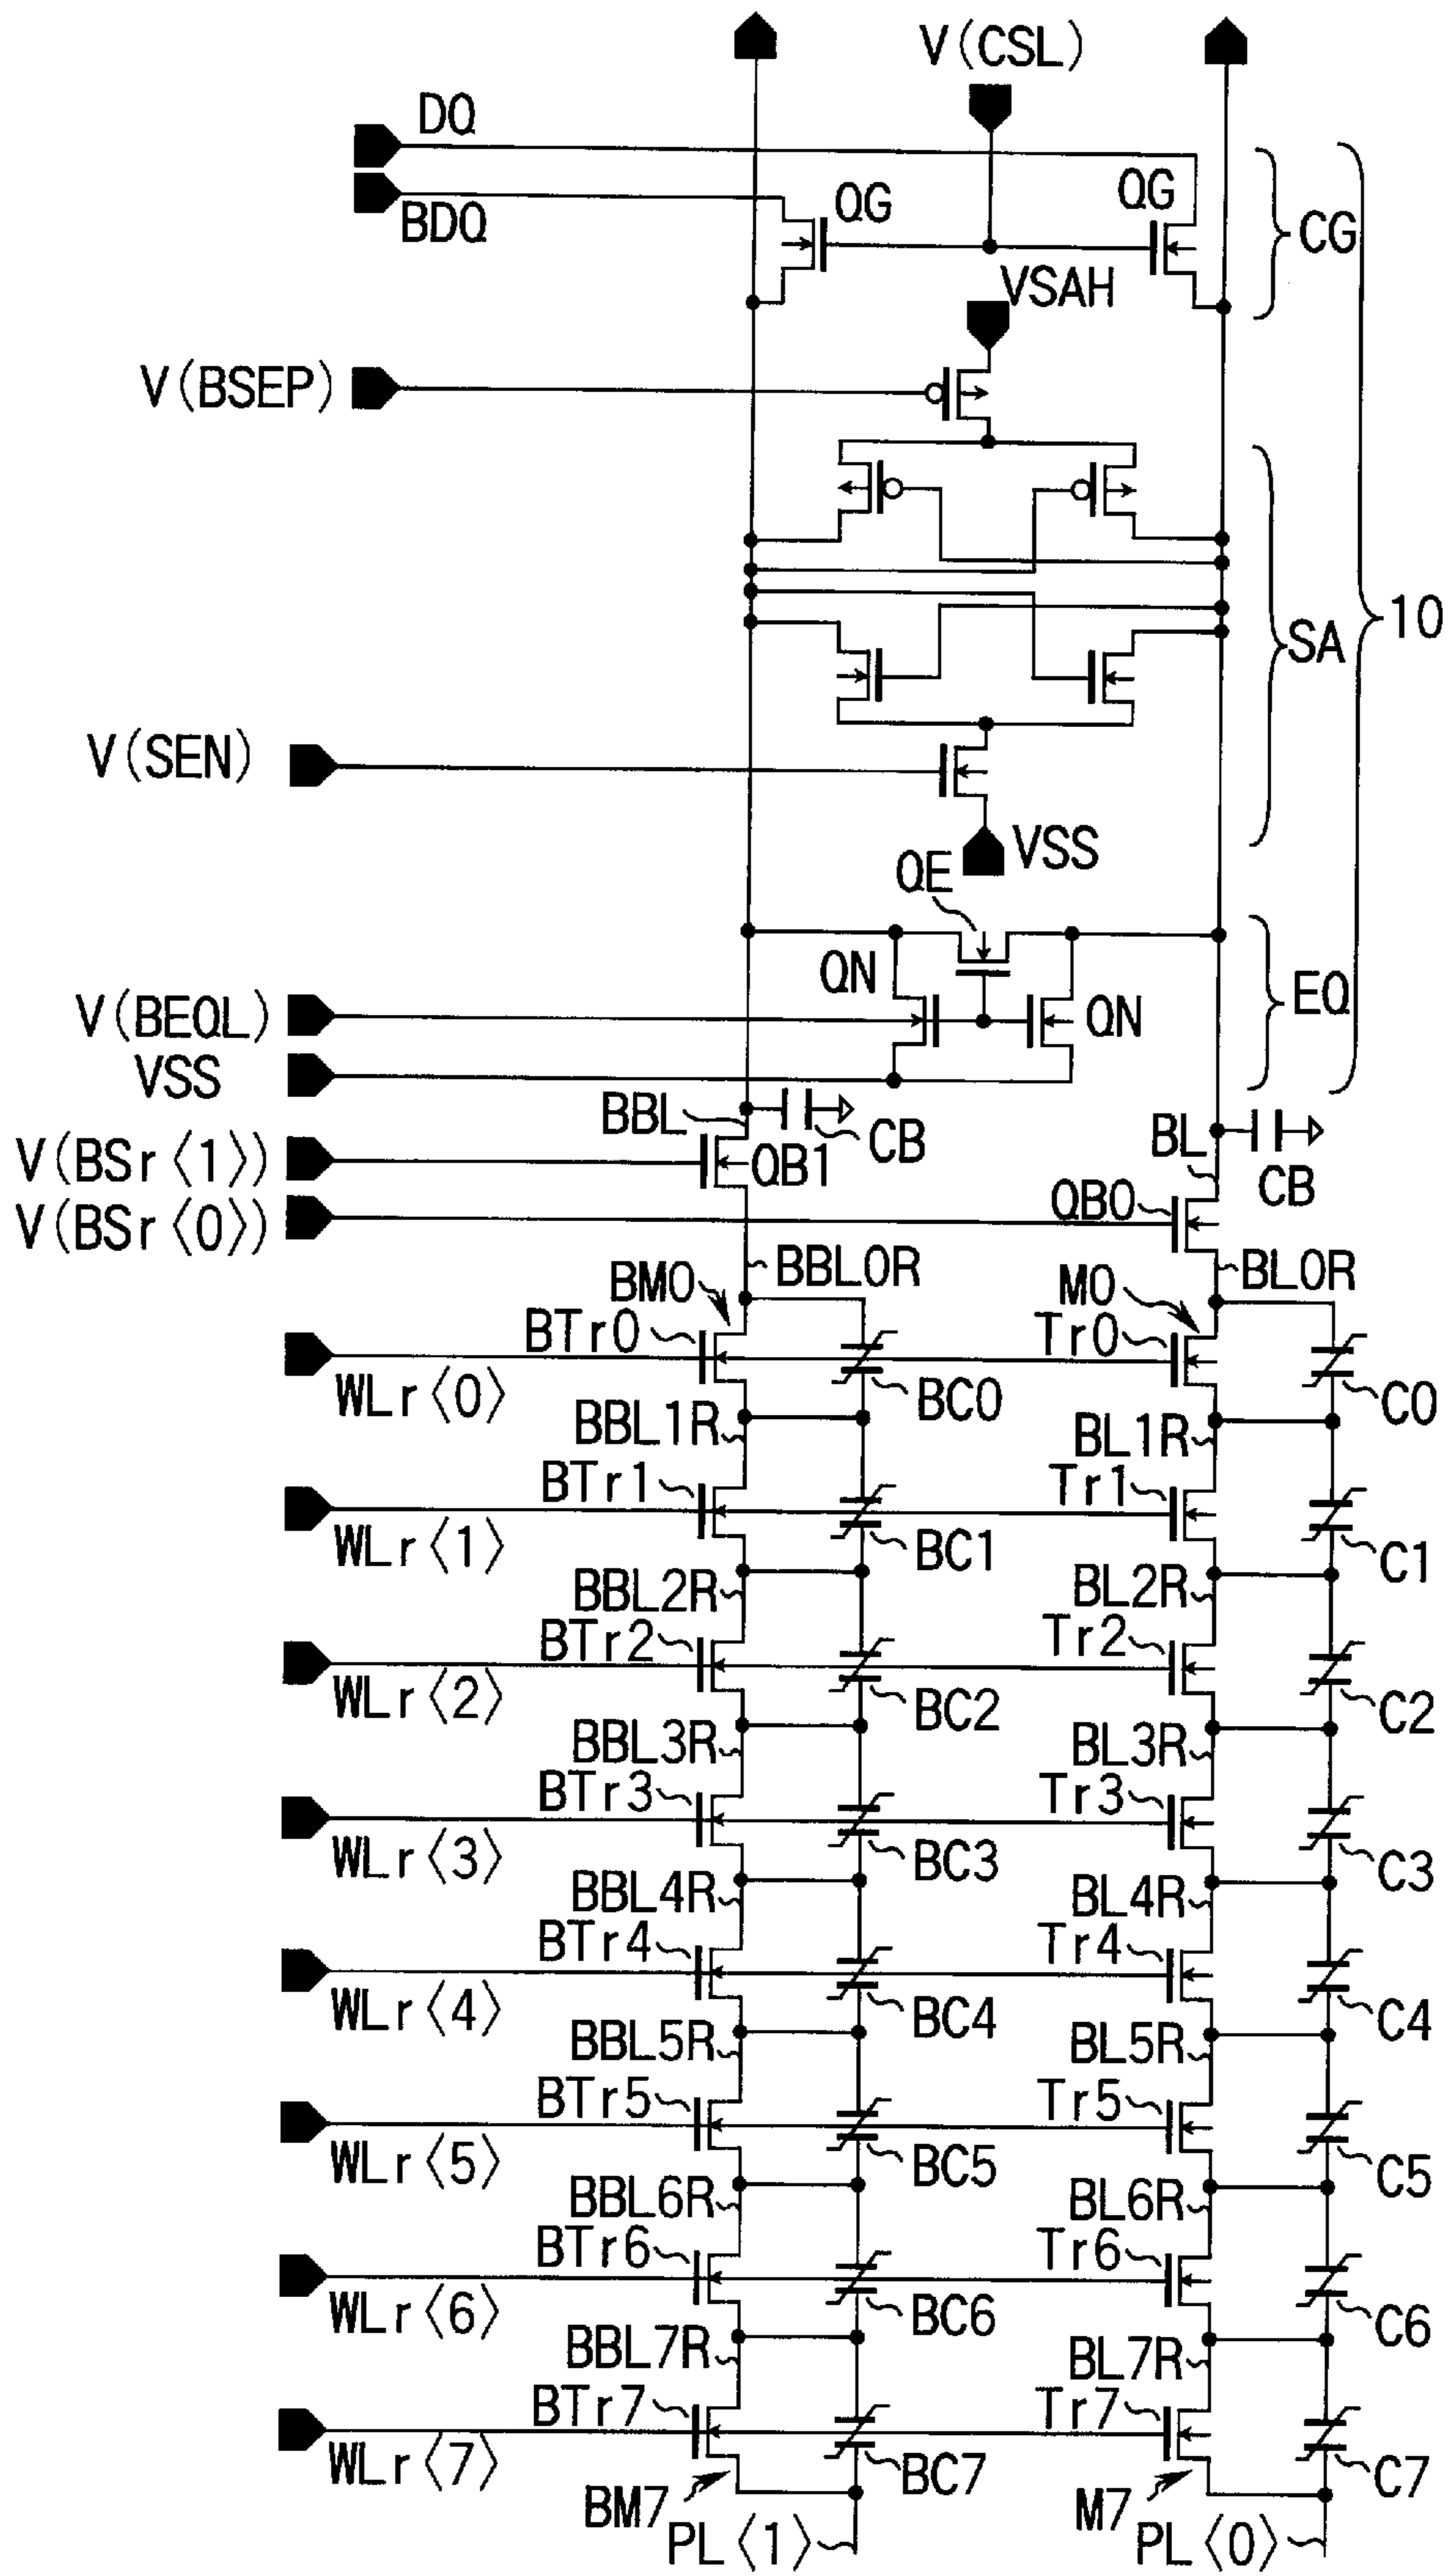 V(CSL)
DQ
BDQ
QG
QG
CG
VSAH
V(BSEP)
10
SA
V(SEN)
VSS
QE
QN
QN
EQ
V(BEQL)
VSS
BBL
CB
BL
CB
V(BSr〈1〉)
QB1
V(BSr〈0〉)
QB0
BBL0R
BL0R
BM0
M0
BTr0
Tr0
WLr〈0〉
BC0
C0
BBL1R
BL1R
BTr1
Tr1
WLr〈1〉
BC1
C1
BBL2R
BL2R
BTr2
Tr2
WLr〈2〉
BC2
C2
BBL3R
BL3R
BTr3
Tr3
WLr〈3〉
BC3
C3
BBL4R
BL4R
BTr4
Tr4
WLr〈4〉
BC4
C4
BBL5R
BL5R
BTr5
Tr5
WLr〈5〉
BC5
C5
BBL6R
BL6R
BTr6
Tr6
WLr〈6〉
BC6
C6
BBL7R
BL7R
BTr7
Tr7
WLr〈7〉
BC7
C7
BM7
M7
PL〈1〉
PL〈0〉